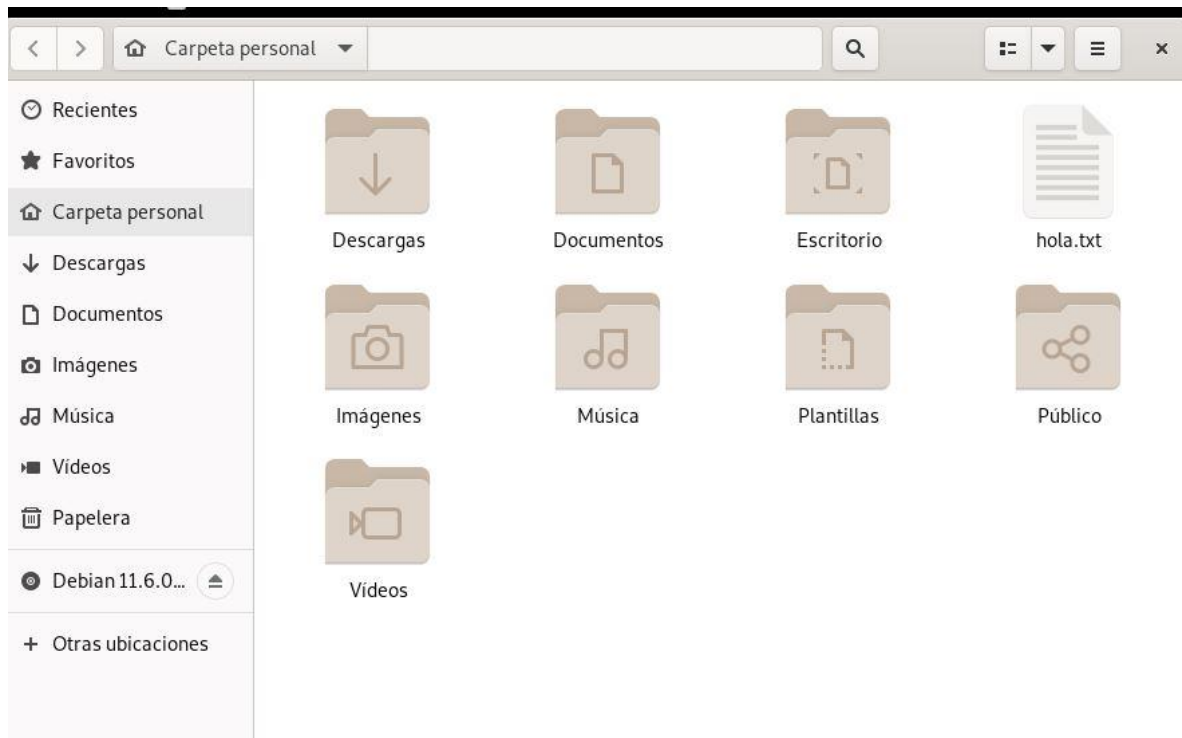 Carpeta personal
Recientes
Favoritos
Carpeta personal
Descargas
Documentos
Imágenes
Música
Vídeos
Papelera
Debian 11.6.0...
+ Otras ubicaciones
Descargas
Documentos
Escritorio
hola.txt
Imágenes
Música
Plantillas
Público
Vídeos